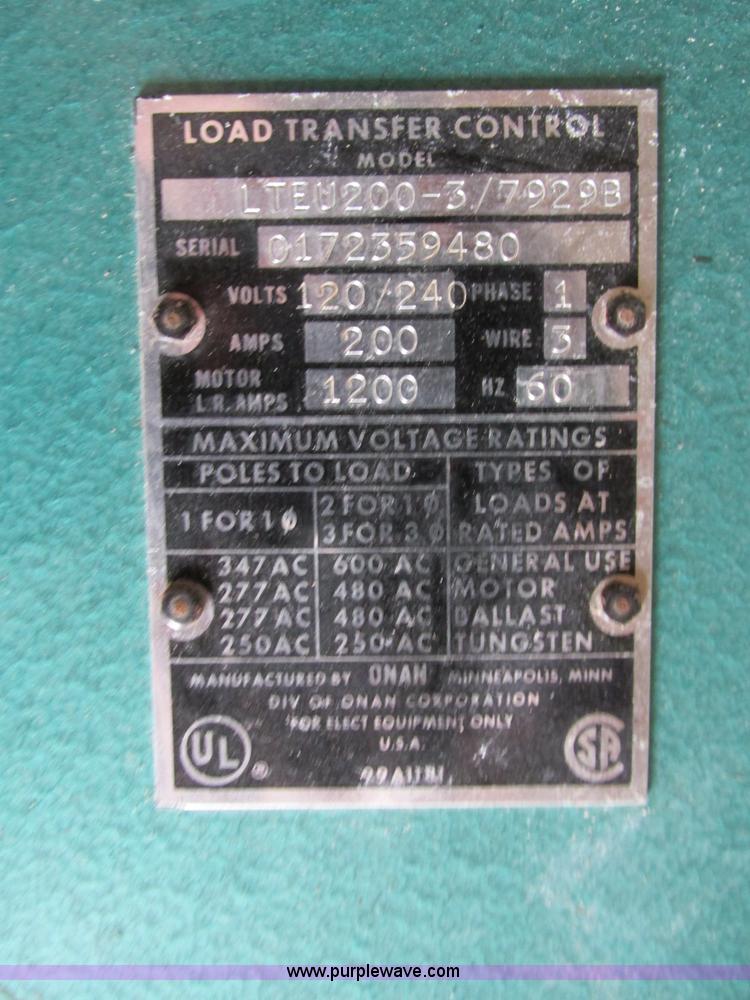 LOAD TRANSFER CONTROL
MODEL
LTEU200-3/7929B
SERIAL 0172359480
VOLTS 120/240 PHASE 1
AMPS 200 WIRE 3
MOTOR L.R. AMPS 1200 HZ 60
MAXIMUM VOLTAGE RATINGS
POLES TO LOAD TYPES OF
1 FOR 1 ø 2 FOR 1 ø LOADS AT
3 FOR 3 ø RATED AMPS
347 AC 600 AC GENERAL USE
277 AC 480 AC MOTOR
277 AC 480 AC BALLAST
250 AC 250 AC TUNGSTEN
MANUFACTURED BY ONAN MINNEAPOLIS, MINN
DIV OF ONAN CORPORATION
FOR ELECT EQUIPMENT ONLY
U.S.A.
UL ® SA
www.purplewave.com